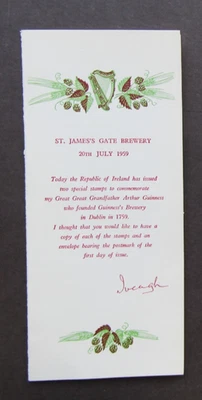 ST. JAMES'S GATE BREWERY
20TH JULY 1959
Today the Republic of Ireland has issued
two special stamps to commemorate
my Great Great Grandfather Arthur Guinness
who founded Guinness's Brewery
in Dublin in 1759.
I thought that you would like to have a
copy of each of the stamps and an
envelope bearing the postmark of the
first day of issue.
Iveagh